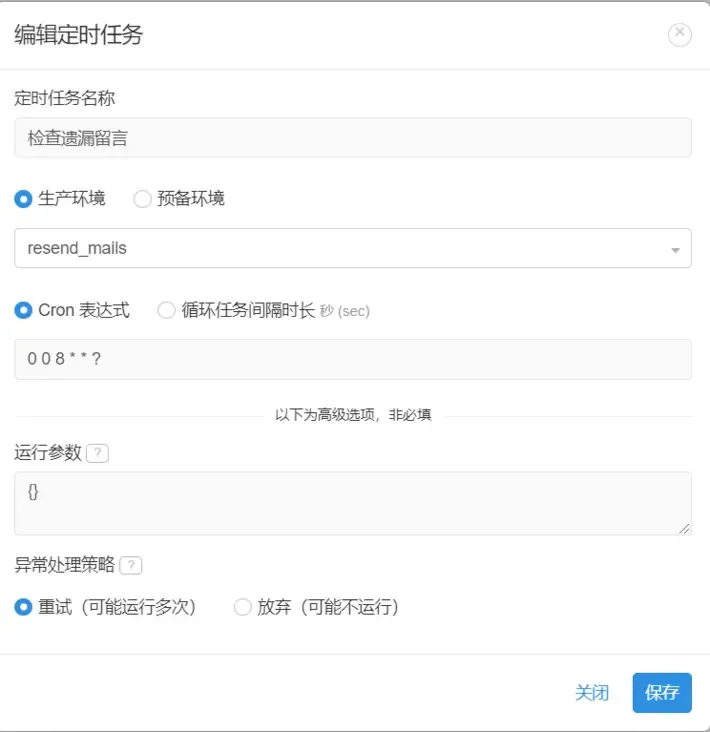 编辑定时任务
定时任务名称
检查遗漏留言
生产环境 预备环境
resend_mails
Cron 表达式 循环任务间隔时长 秒 (sec)
0 0 8 * * ?
以下为高级选项，非必填
运行参数 ?
{}
异常处理策略 ?
重试（可能运行多次） 放弃（可能不运行）
关闭 保存